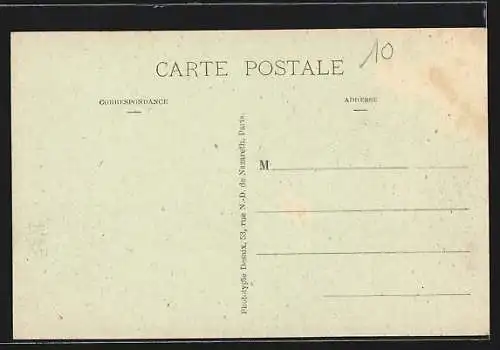 10
CARTE POSTALE
CORRESPONDANCE
ADRESSE
M
Phototypie Desaix, 53, rue N.-D. de Nazareth, Paris.